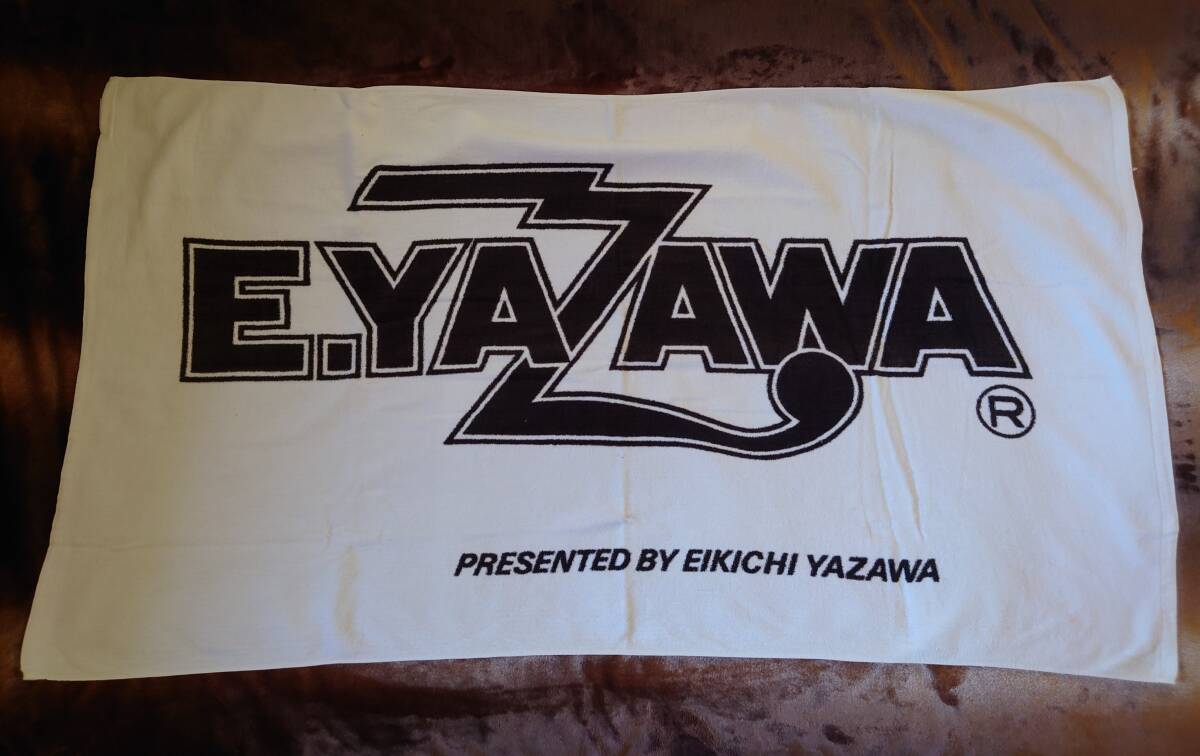 E.YAZAWA
®
PRESENTED BY EIKICHI YAZAWA